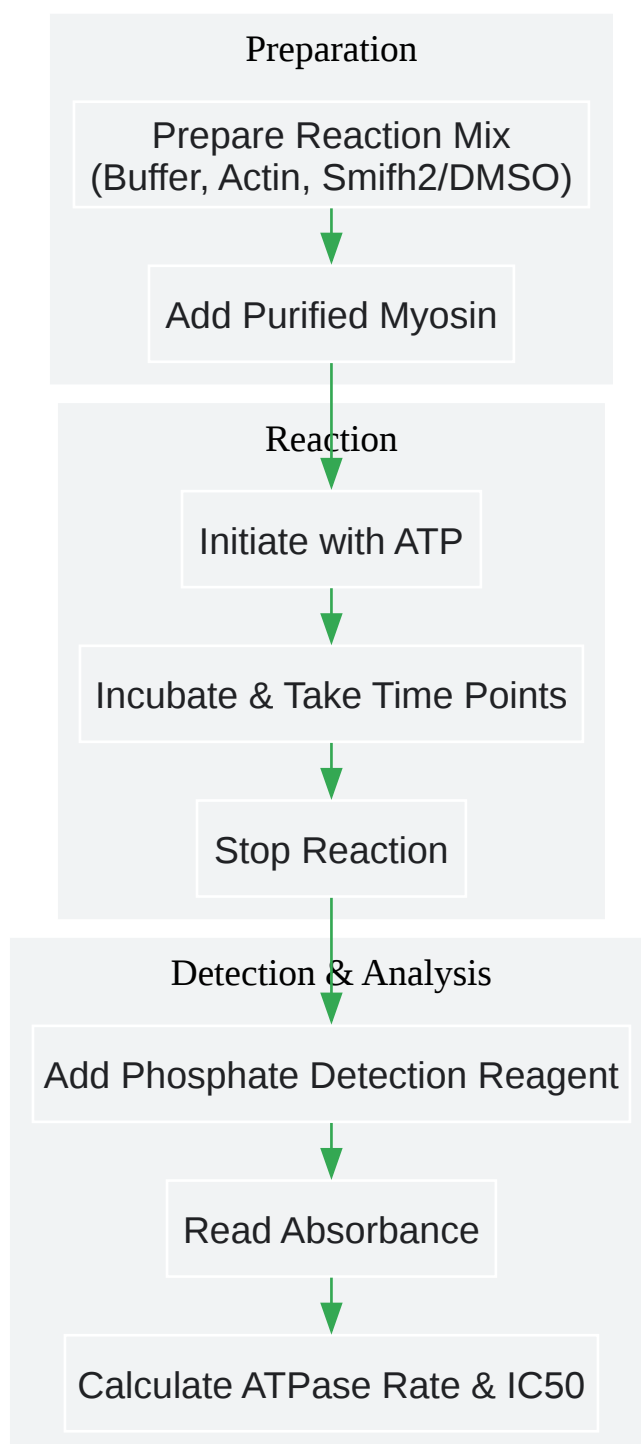 Preparation
Prepare Reaction Mix
(Buffer, Actin, Smifh2/DMSO)
Add Purified Myosin
Reaction
Initiate with ATP
Incubate & Take Time Points
Stop Reaction
Detection & Analysis
Add Phosphate Detection Reagent
Read Absorbance
Calculate ATPase Rate & IC50